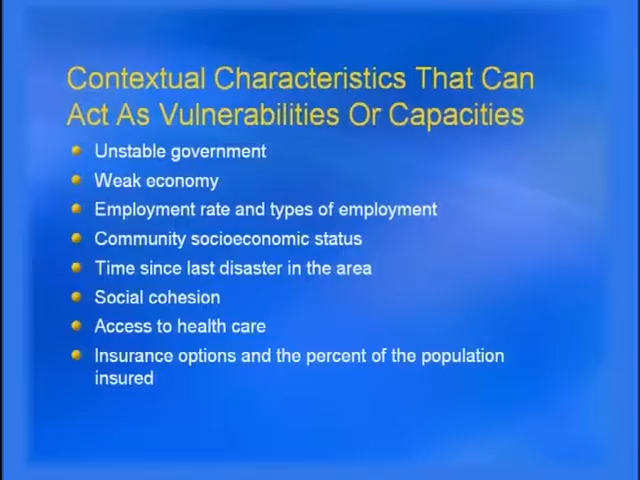 Contextual Characteristics That Can
Act As Vulnerabilities Or Capacities
Unstable government
Weak economy
Employment rate and types of employment
Community socioeconomic status
Time since last disaster in the area
Social cohesion
Access to health care
Insurance options and the percent of the population
insured